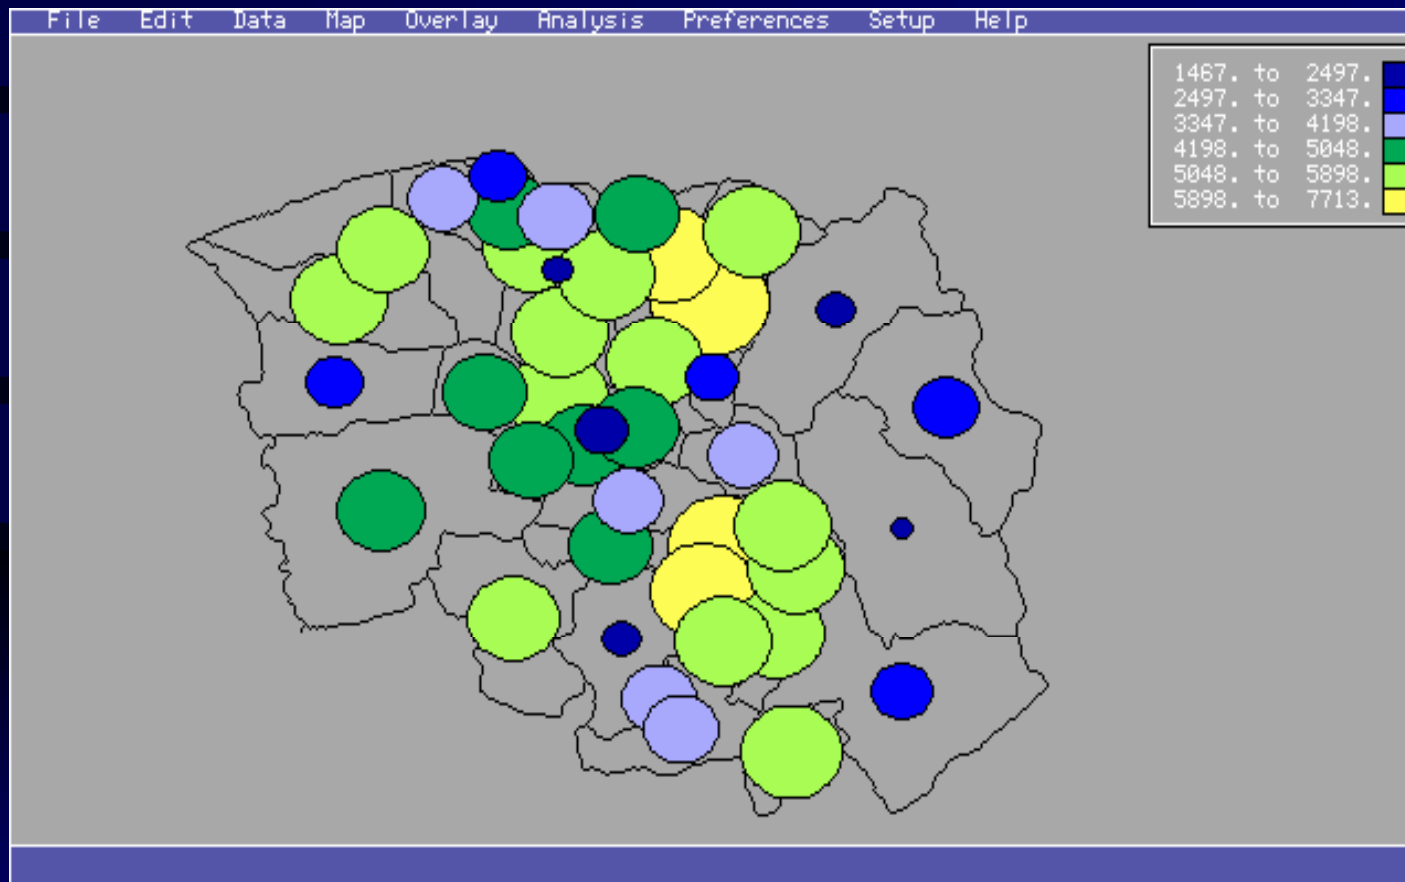 File Edit Data Map Overlay Analysis Preferences Setup Help
1467. to 2497.
2497. to 3347.
3347. to 4198.
4198. to 5048.
5048. to 5898.
5898. to 7713.